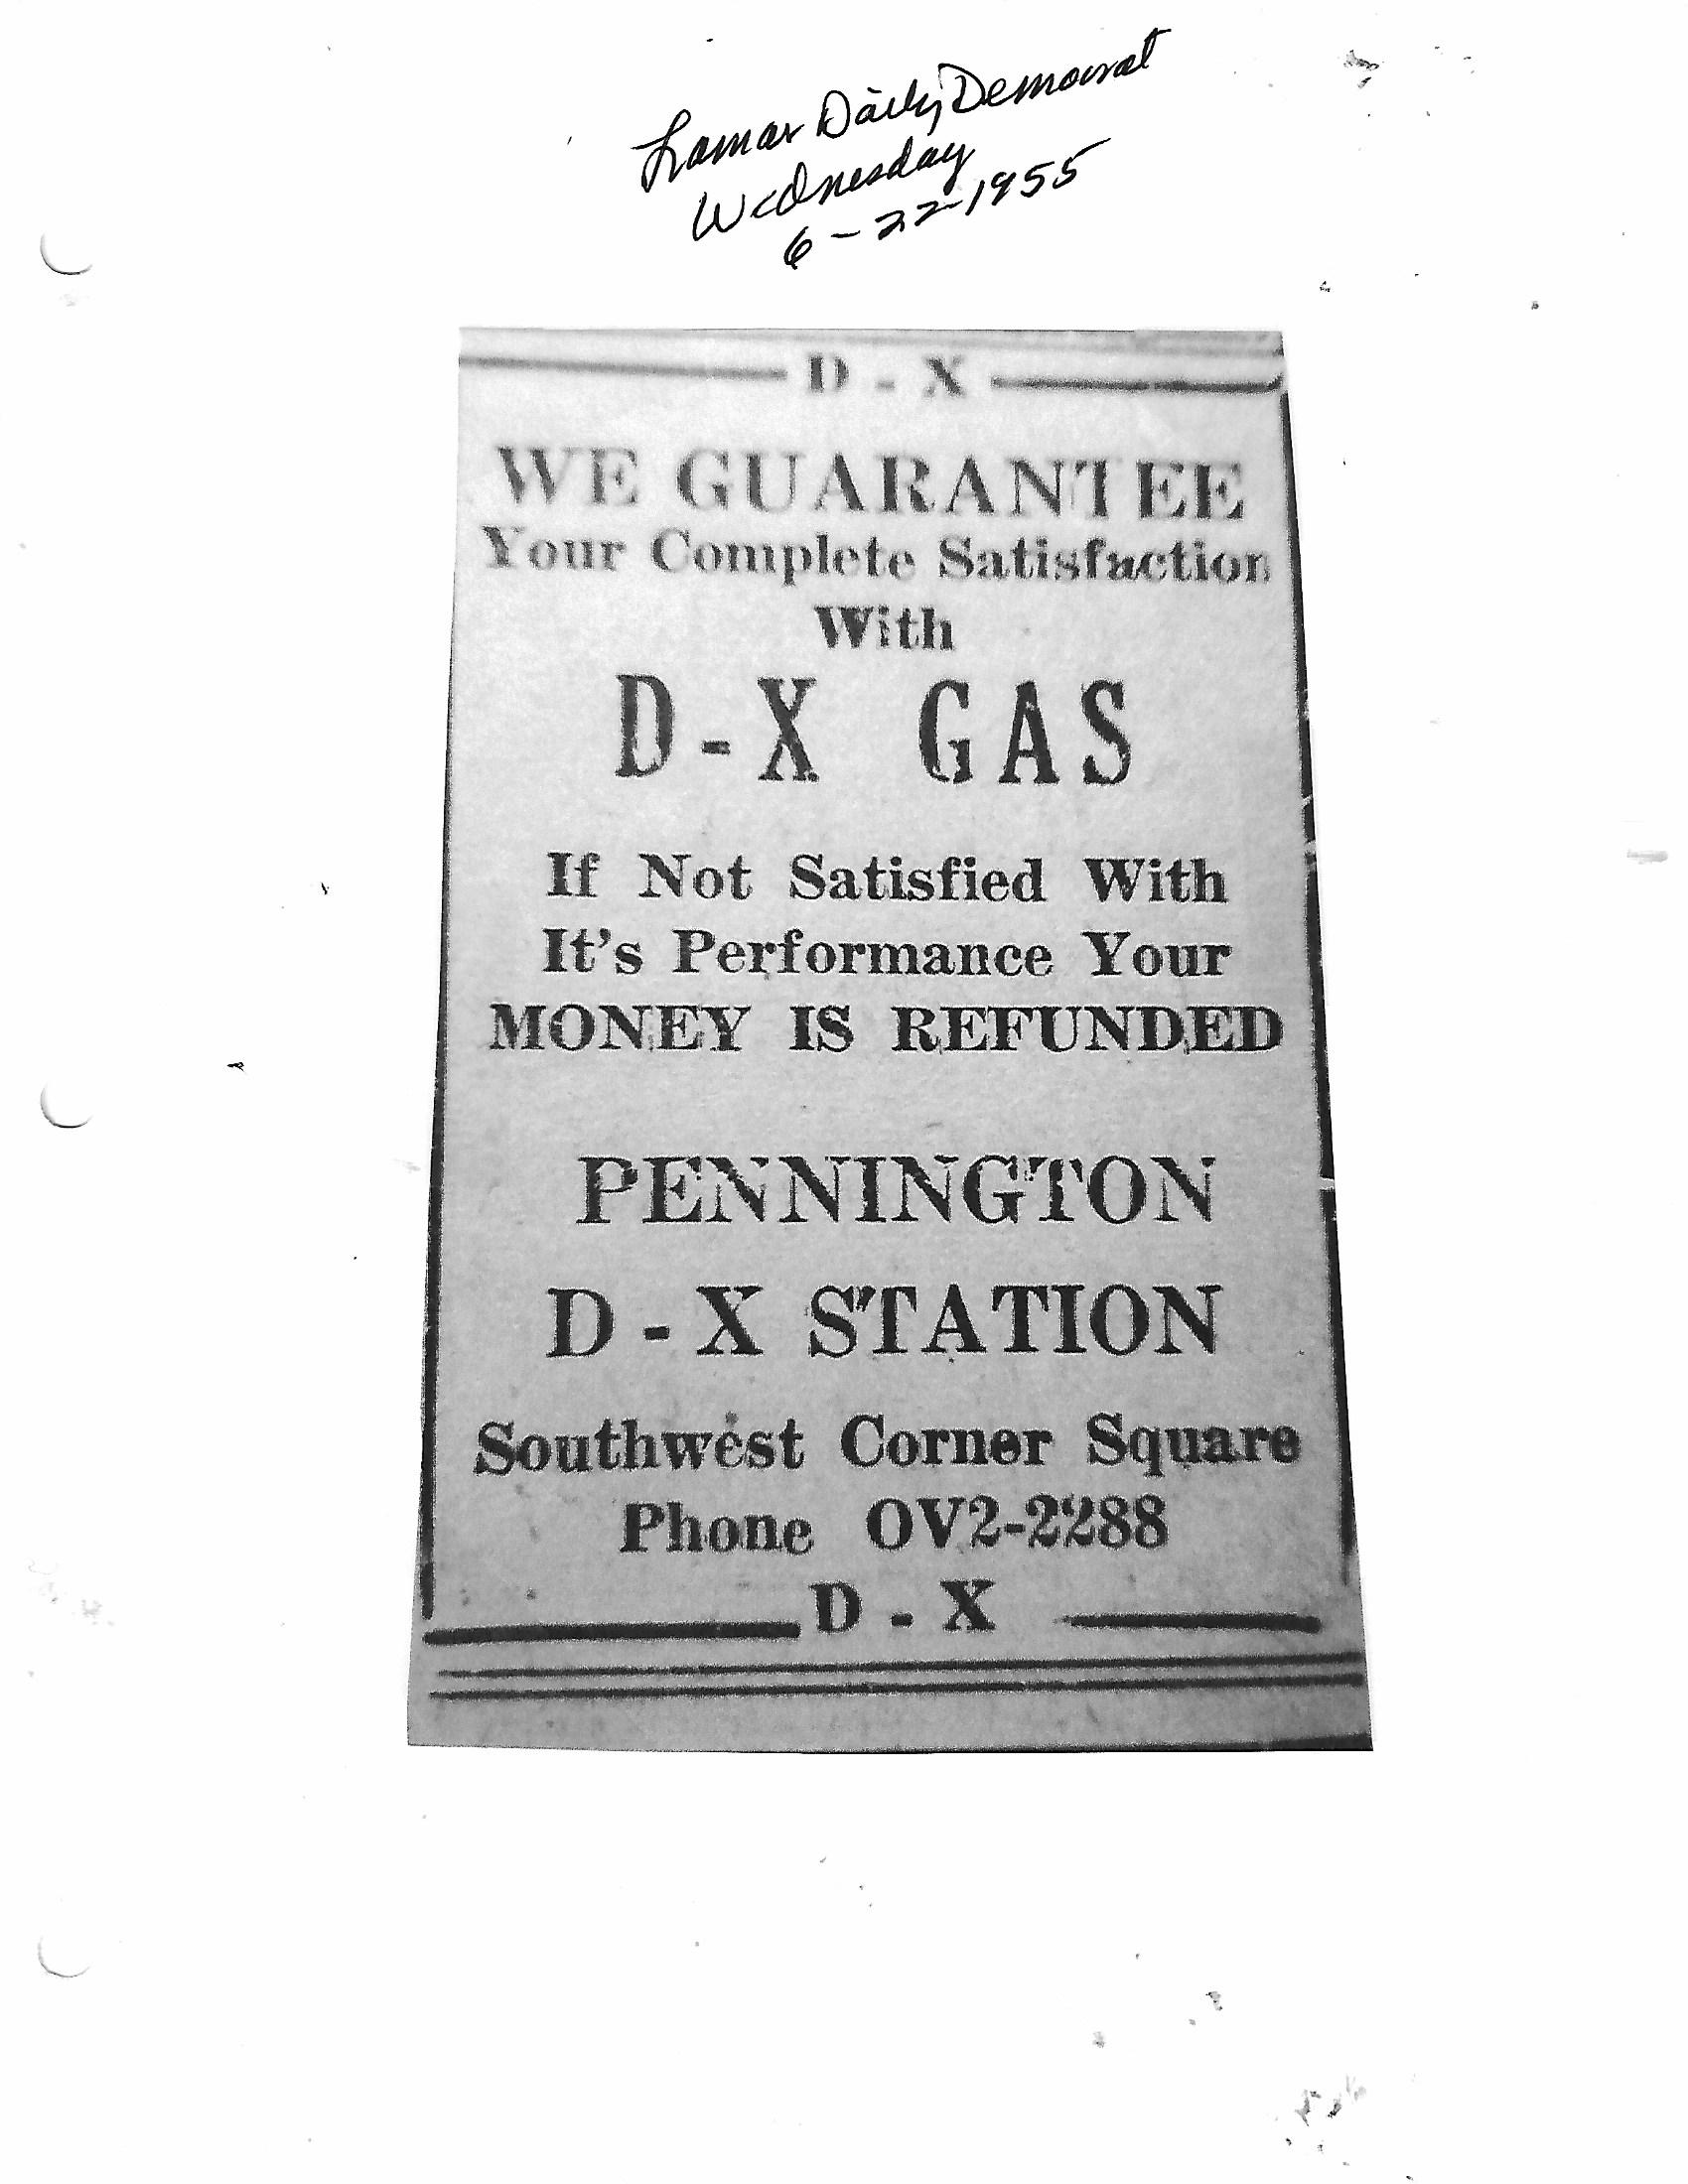 Lamar Daily Democrat
Wednesday
6-22-1955
D - X
WE GUARANTEE
Your Complete Satisfaction
With
D-X GAS
If Not Satisfied With
It's Performance Your
MONEY IS REFUNDED
PENNINGTON
D-X STATION
Southwest Corner Square
Phone OV2-2288
D - X